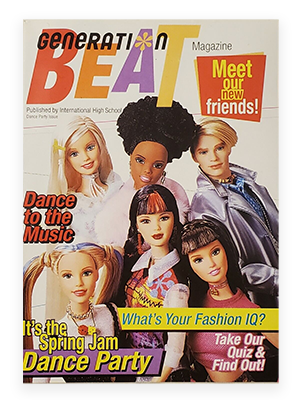 GENERATION
BEAT
Magazine
Published by International High School
Dance Party Issue
Meet
our
new
friends!
Dance
to the
Music
What's Your Fashion IQ?
It's the
Spring Jam
Dance Party
Take Our
Quiz &
Find Out!